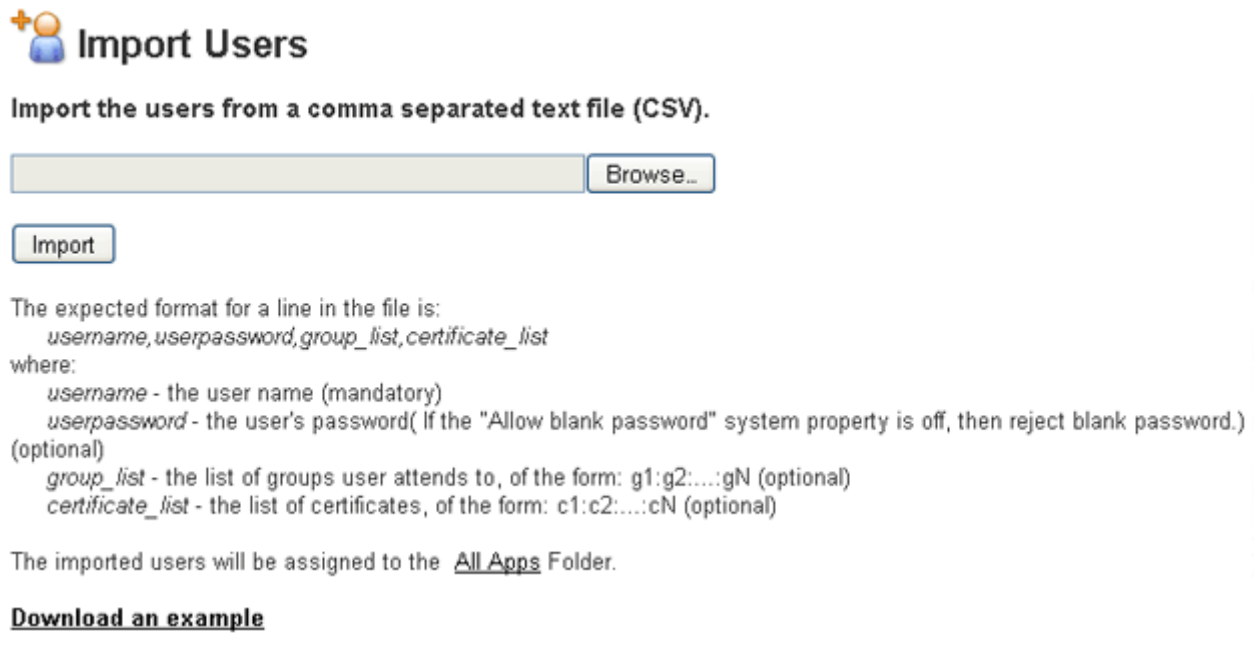 Import Users
Import the users from a comma separated text file (CSV).
Browse...
Import
The expected format for a line in the file is:
username,userpassword,group_list,certificate_list
where:
username - the user name (mandatory)
userpassword - the user's password( If the "Allow blank password" system property is off, then reject blank password.)
(optional)
group_list - the list of groups user attends to, of the form: g1:g2:...:gN (optional)
certificate_list - the list of certificates, of the form: c1:c2:...:cN (optional)
The imported users will be assigned to the All Apps Folder.
Download an example